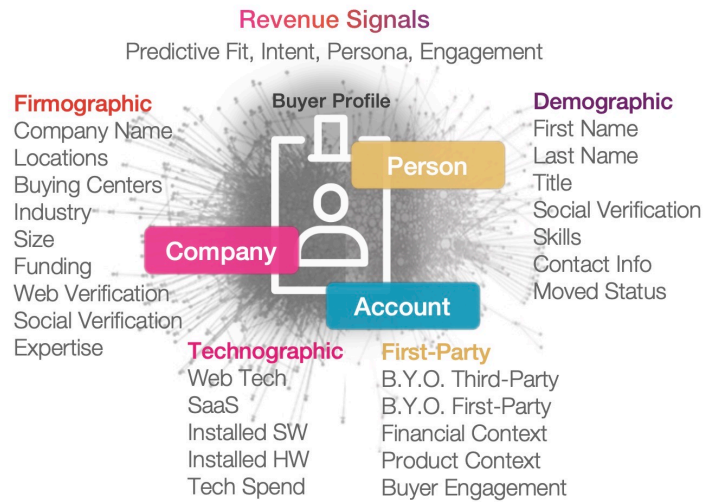 Revenue Signals
Predictive Fit, Intent, Persona, Engagement
Firmographic
Company Name
Locations
Buying Centers
Industry
Size
Funding
Web Verification
Social Verification
Expertise
Buyer Profile
Person
Company
Account
Demographic
First Name
Last Name
Title
Social Verification
Skills
Contact Info
Moved Status
Technographic
Web Tech
SaaS
Installed SW
Installed HW
Tech Spend
First-Party
B.Y.O. Third-Party
B.Y.O. First-Party
Financial Context
Product Context
Buyer Engagement